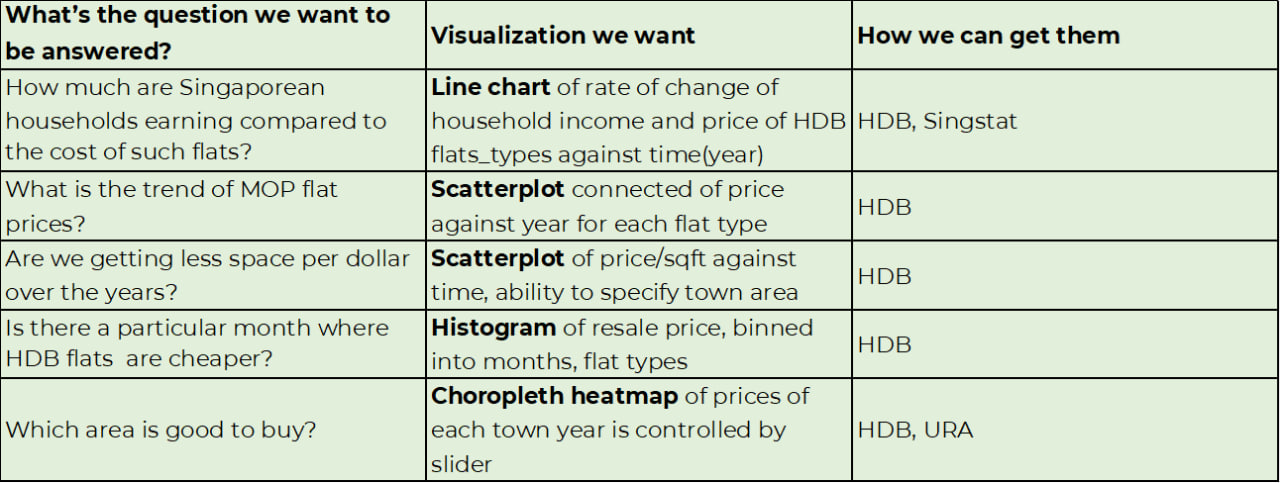 What's the question we want to
be answered?
Visualization we want
How we can get them
How much are Singaporean
households earning compared to
the cost of such flats?
Line chart of rate of change of
household income and price of HDB
flats_types against time(year)
HDB, Singstat
What is the trend of MOP flat
prices?
Scatterplot connected of price
against year for each flat type
HDB
Are we getting less space per dollar
over the years?
Scatterplot of price/sqft against
time, ability to specify town area
HDB
Is there a particular month where
HDB flats  are cheaper?
Histogram of resale price, binned
into months, flat types
HDB
Which area is good to buy?
Choropleth heatmap of prices of
each town year is controlled by
slider
HDB, URA